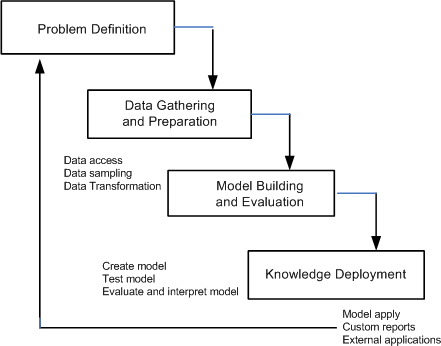 Problem Definition
Data Gathering
and Preparation
Data access
Data sampling
Data Transformation
Model Building
and Evaluation
Create model
Test model
Evaluate and interpret model
Knowledge Deployment
Model apply
Custom reports
External applications